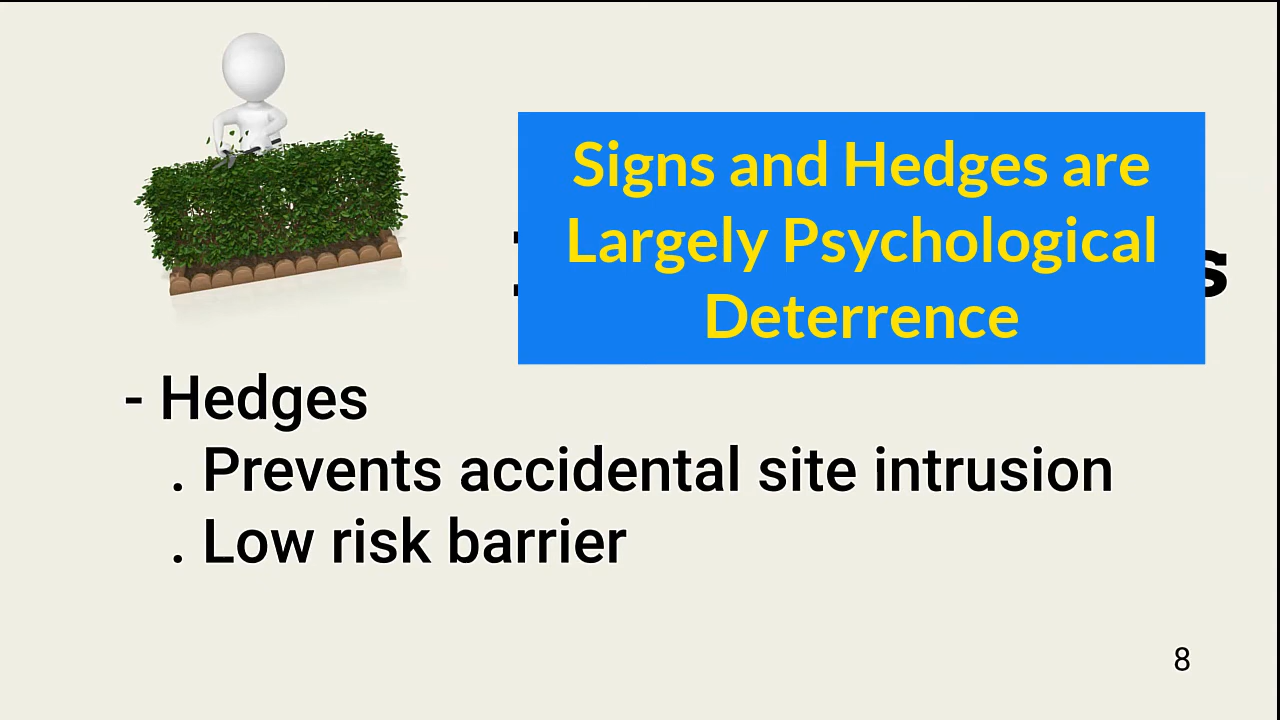 Signs and Hedges are
Largely Psychological
Deterrence
- Hedges
. Prevents accidental site intrusion
. Low risk barrier
8